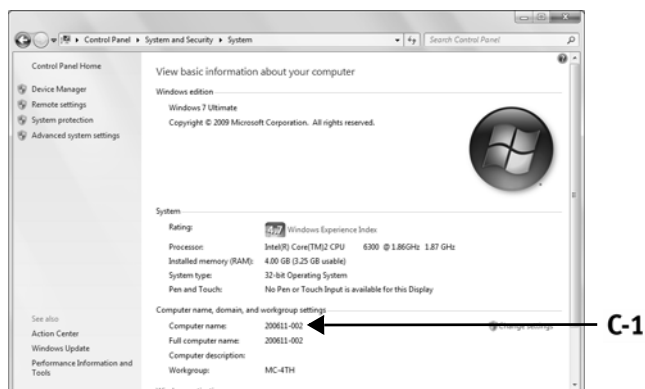 Control Panel ▸ System and Security ▸ System
Search Control Panel
Control Panel Home
Device Manager
Remote settings
System protection
Advanced system settings
See also
Action Center
Windows Update
Performance Information and
Tools
View basic information about your computer
Windows edition
Windows 7 Ultimate
Copyright © 2009 Microsoft Corporation. All rights reserved.
System
Rating: 4,7 Windows Experience Index
Processor: Intel(R) Core(TM)2 CPU 6300 @ 1.86GHz 1.87 GHz
Installed memory (RAM): 4.00 GB (3.25 GB usable)
System type: 32-bit Operating System
Pen and Touch: No Pen or Touch Input is available for this Display
Computer name, domain, and workgroup settings
Computer name: 200611-002
Change settings
C-1
Full computer name: 200611-002
Computer description:
Workgroup: MC-4TH